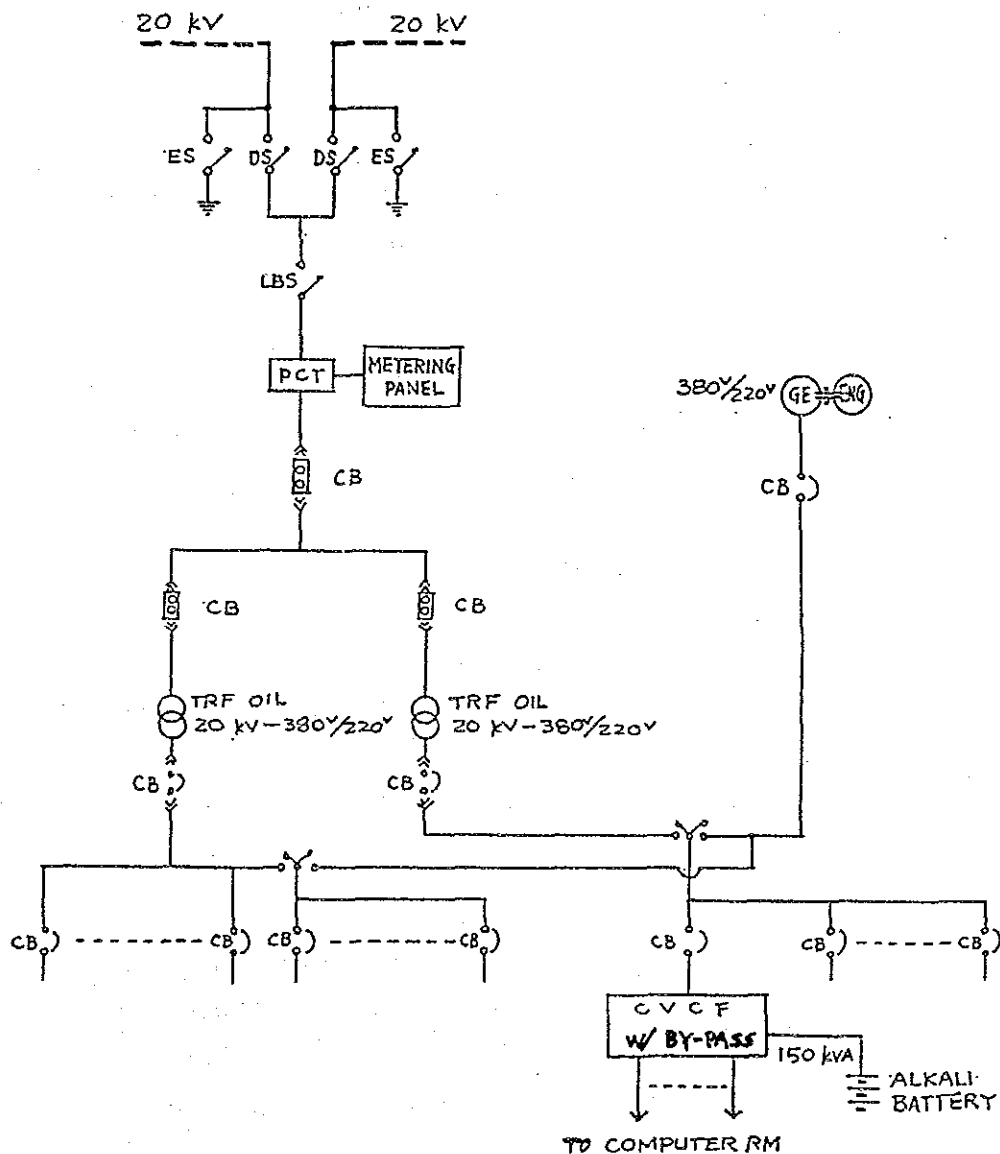 20 kV
20 kV
ES
DS
DS
ES
LBS
PCT
METERING
PANEL
380V/220V
GE
ENG
CB
CB
CB
CB
TRF OIL
20 kV-380V/220V
TRF OIL
20 kV-380V/220V
CB
CB
CB
CB
CB
CB
CB
CB
CB
CVCF
W/ BY-PASS
150 kVA
ALKALI
BATTERY
TO COMPUTER RM